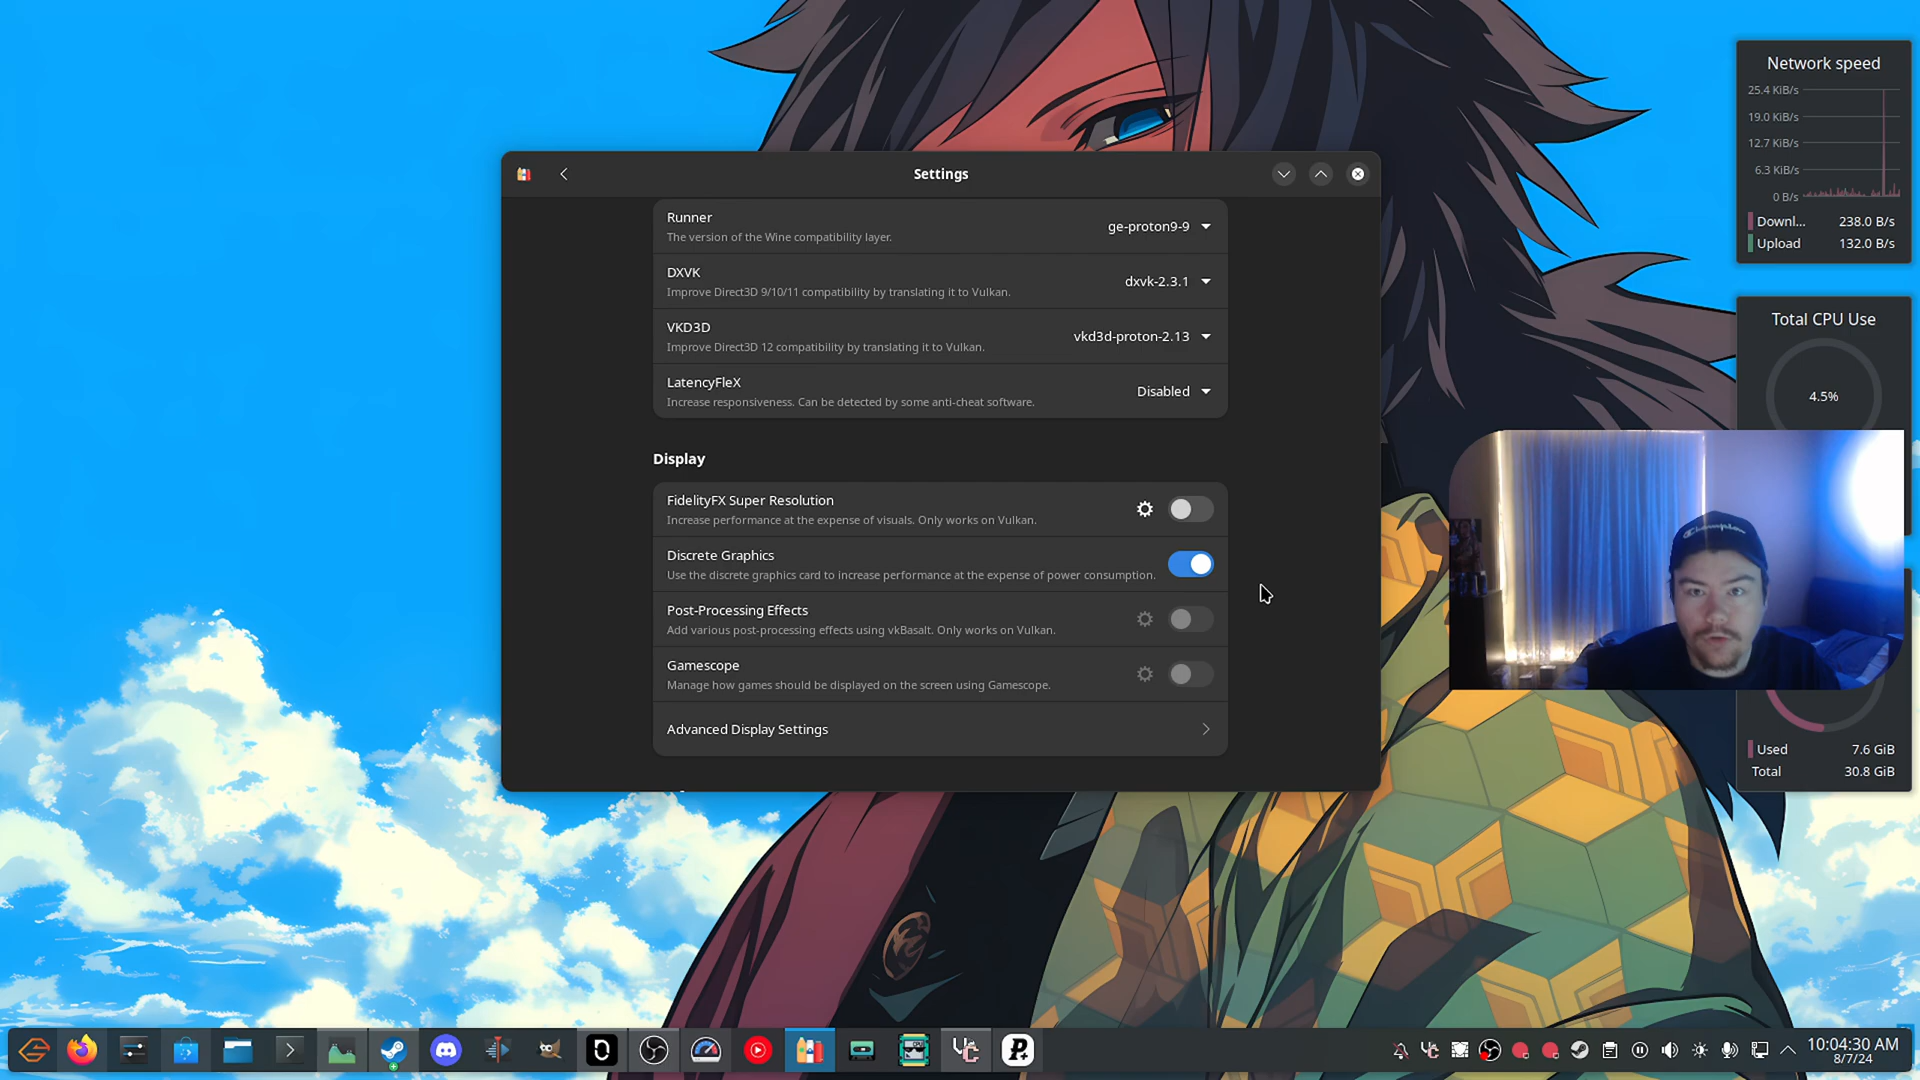 Settings
Runner
The version of the Wine compatibility layer.
ge-proton9-9
DXVK
Improve Direct3D 9/10/11 compatibility by translating it to Vulkan.
dxvk-2.3.1
VKD3D
Improve Direct3D 12 compatibility by translating it to Vulkan.
vkd3d-proton-2.13
LatencyFleX
Increase responsiveness. Can be detected by some anti-cheat software.
Disabled
Display
FidelityFX Super Resolution
Increase performance at the expense of visuals. Only works on Vulkan.
Discrete Graphics
Use the discrete graphics card to increase performance at the expense of power consumption.
Post-Processing Effects
Add various post-processing effects using vkBasalt. Only works on Vulkan.
Gamescope
Manage how games should be displayed on the screen using Gamescope.
Advanced Display Settings
Network speed
25.4 KiB/s
19.0 KiB/s
12.7 KiB/s
6.3 KiB/s
0 B/s
Downl... 238.0 B/s
Upload 132.0 B/s
Total CPU Use
4.5%
Champion
Used 7.6 GiB
Total 30.8 GiB
10:04:30 AM
8/7/24